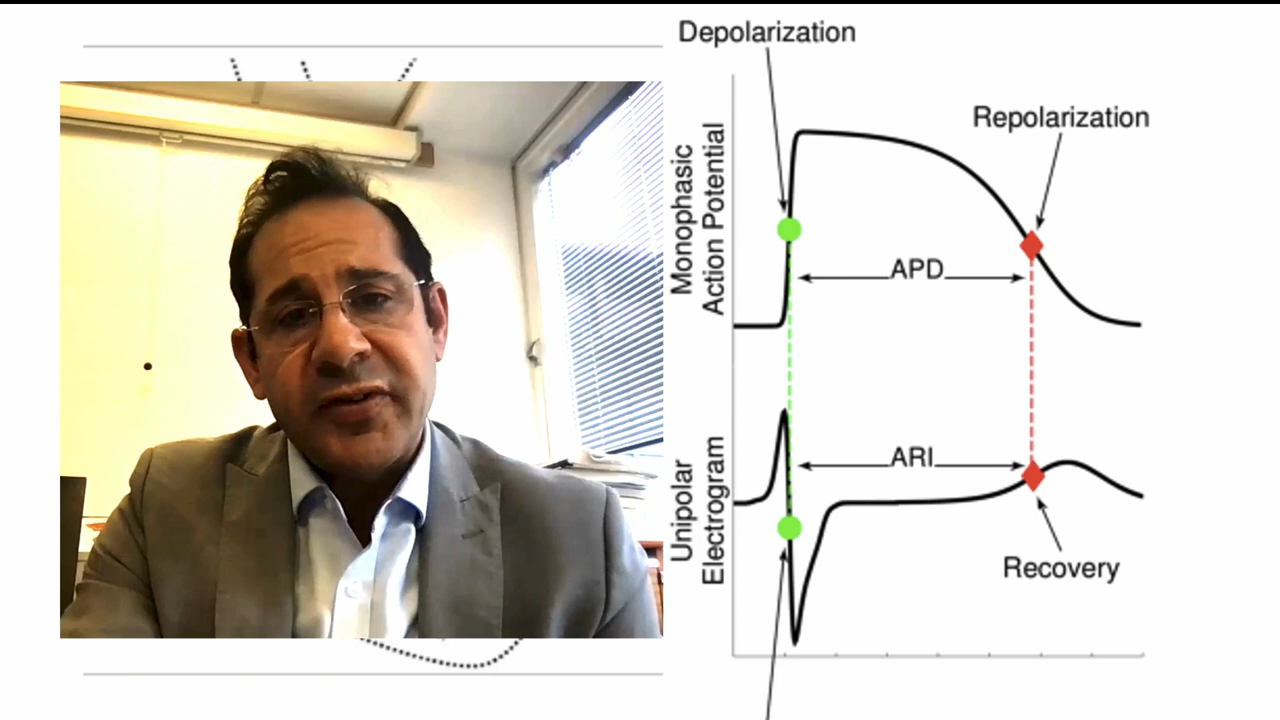 Depolarization
Repolarization
Monophasic
Action Potential
APD
Unipolar
Electrogram
ARI
Recovery